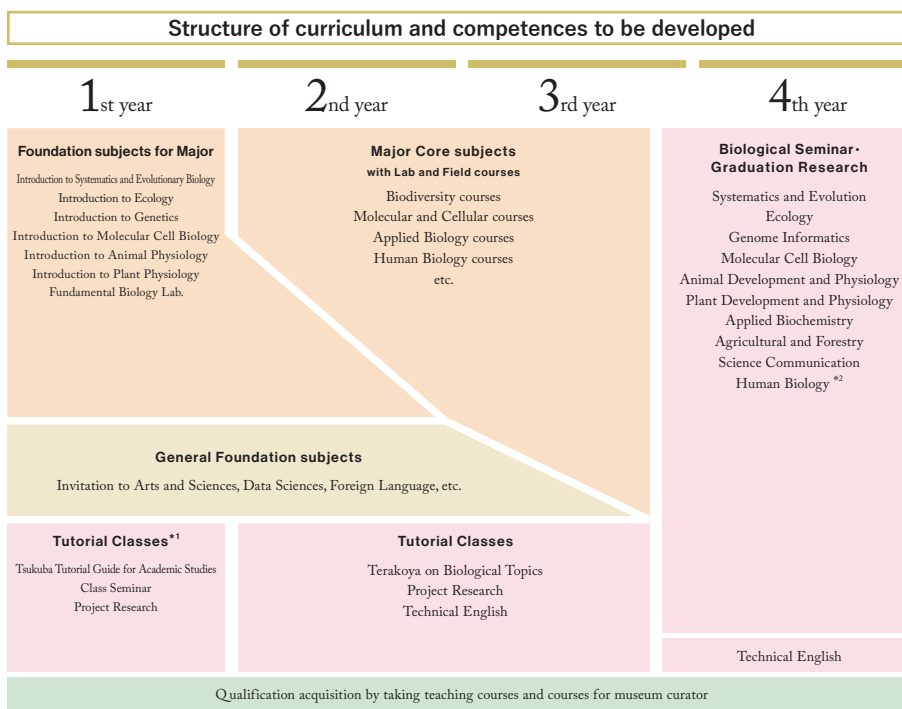 Structure of curriculum and competences to be developed
1st year
2nd year
3rd year
4th year
Foundation subjects for Major
Introduction to Systematics and Evolutionary Biology
Introduction to Ecology
Introduction to Genetics
Introduction to Molecular Cell Biology
Introduction to Animal Physiology
Introduction to Plant Physiology
Fundamental Biology Lab.
Major Core subjects
with Lab and Field courses
Biodiversity courses
Molecular and Cellular courses
Applied Biology courses
Human Biology courses
etc.
Biological Seminar・
Graduation Research
Systematics and Evolution
Ecology
Genome Informatics
Molecular Cell Biology
Animal Development and Physiology
Plant Development and Physiology
Applied Biochemistry
Agricultural and Forestry
Science Communication
Human Biology *2
General Foundation subjects
Invitation to Arts and Sciences, Data Sciences, Foreign Language, etc.
Tutorial Classes*1
Tsukuba Tutorial Guide for Academic Studies
Class Seminar
Project Research
Tutorial Classes
Terakoya on Biological Topics
Project Research
Technical English
Technical English
Qualification acquisition by taking teaching courses and courses for museum curator